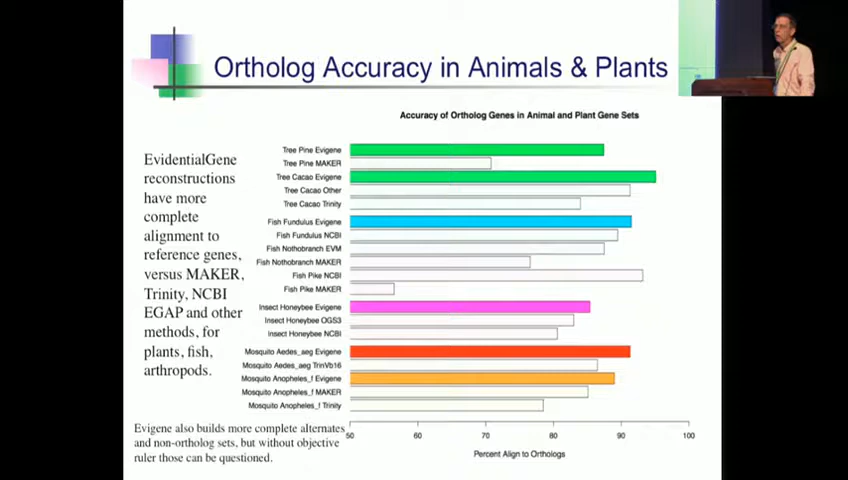 Ortholog Accuracy in Animals & Plants
Accuracy of Ortholog Genes in Animal and Plant Gene Sets
EvidentialGene
reconstructions
have more
complete
alignment to
reference genes,
versus MAKER,
Trinity, NCBI
EGAP and other
methods, for
plants, fish,
arthropods.
Tree Pine Evigene
Tree Pine MAKER
Tree Cacao Evigene
Tree Cacao Other
Tree Cacao Trinity
Fish Fundulus Evigene
Fish Fundulus NCBI
Fish Nothobranch EVM
Fish Nothobranch MAKER
Fish Pike NCBI
Fish Pike MAKER
Insect Honeybee Evigene
Insect Honeybee OGS3
Insect Honeybee NCBI
Mosquito Aedes_aeg Evigene
Mosquito Aedes_aeg TrinVb16
Mosquito Anopheles_f Evigene
Mosquito Anopheles_f MAKER
Mosquito Anopheles_f Trinity
50 60 70 80 90 100
Percent Align to Orthologs
Evigene also builds more complete alternates
and non-ortholog sets, but without objective
ruler those can be questioned.